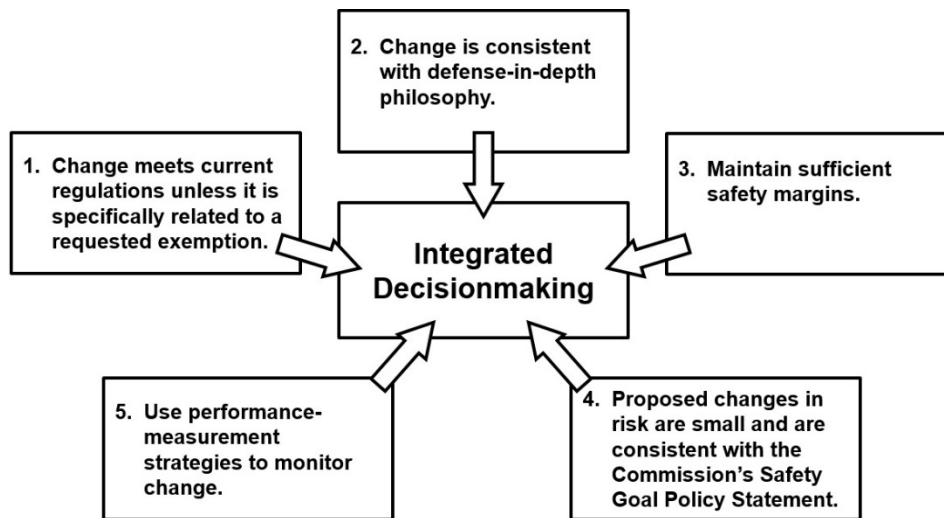 2. Change is consistent
with defense-in-depth
philosophy.
1. Change meets current
regulations unless it is
specifically related to a
requested exemption.
3. Maintain sufficient
safety margins.
Integrated
Decisionmaking
5. Use performance-
measurement
strategies to monitor
change.
4. Proposed changes in
risk are small and are
consistent with the
Commission’s Safety
Goal Policy Statement.